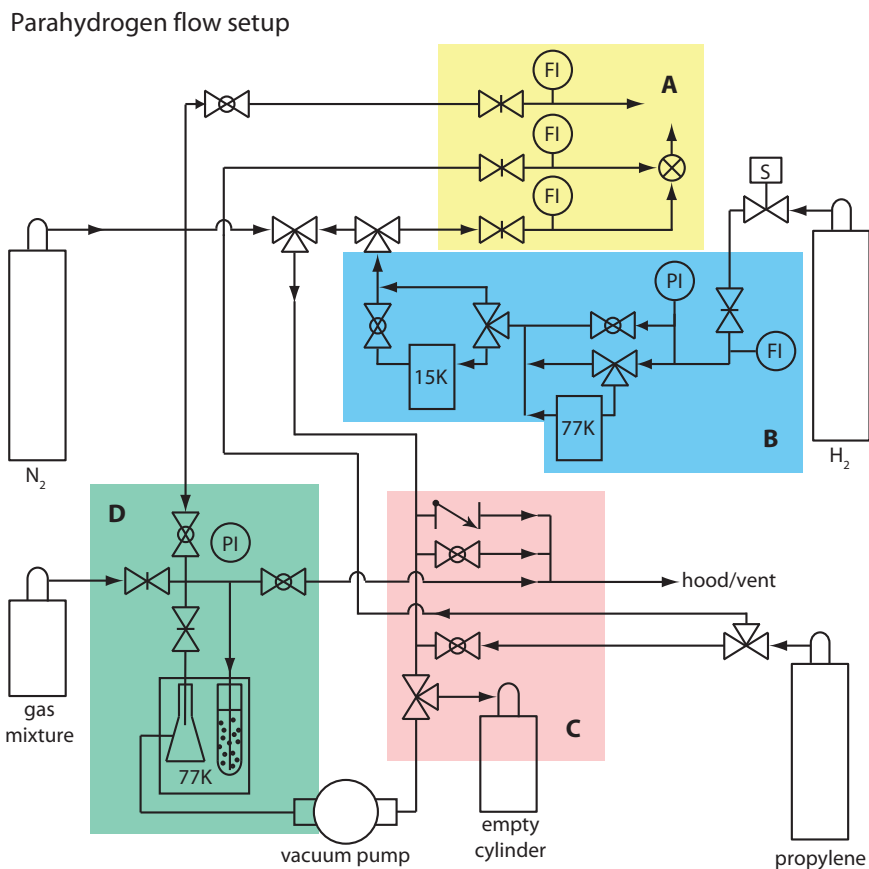 Parahydrogen flow setup
FI
A
FI
S
FI
PI
FI
15K
77K
B
N2
H2
D
PI
hood/vent
gas
mixture
C
77K
empty
cylinder
vacuum pump
propylene